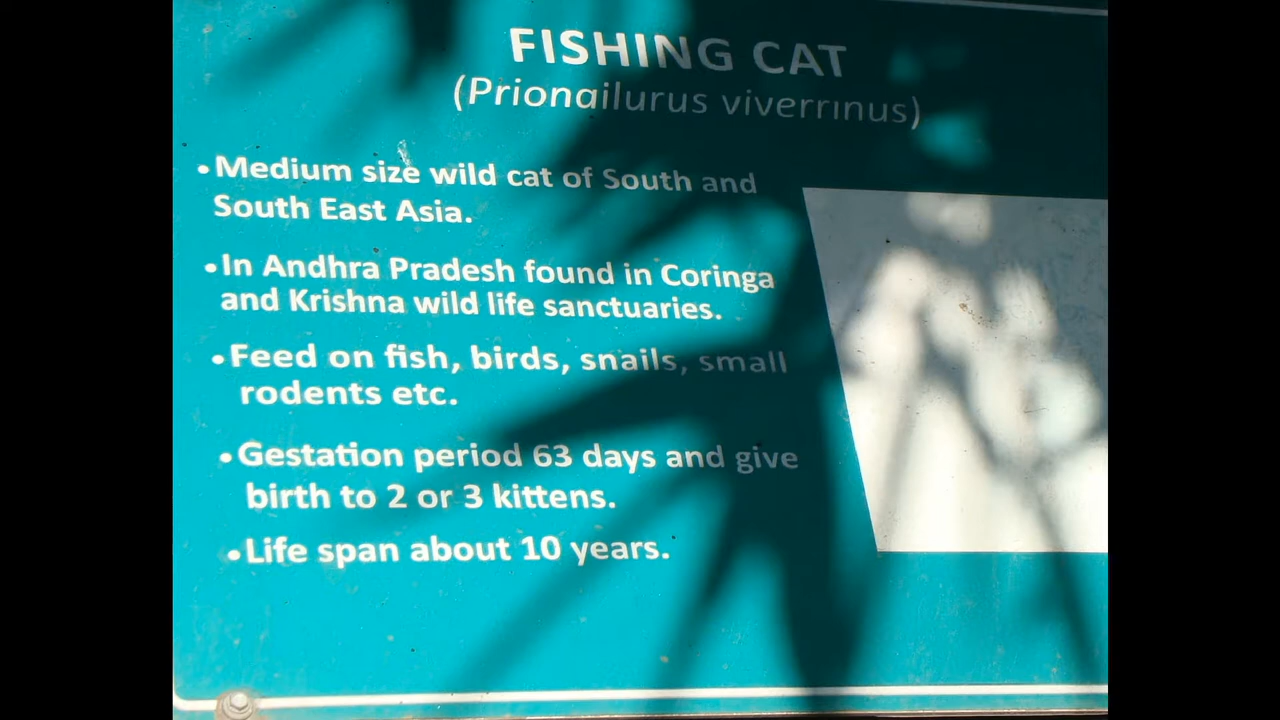 FISHING CAT
(Prionailurus viverrinus)
•Medium size wild cat of South and
South East Asia.
•In Andhra Pradesh found in Coringa
and Krishna wild life sanctuaries.
•Feed on fish, birds, snails, small
rodents etc.
•Gestation period 63 days and give
birth to 2 or 3 kittens.
•Life span about 10 years.